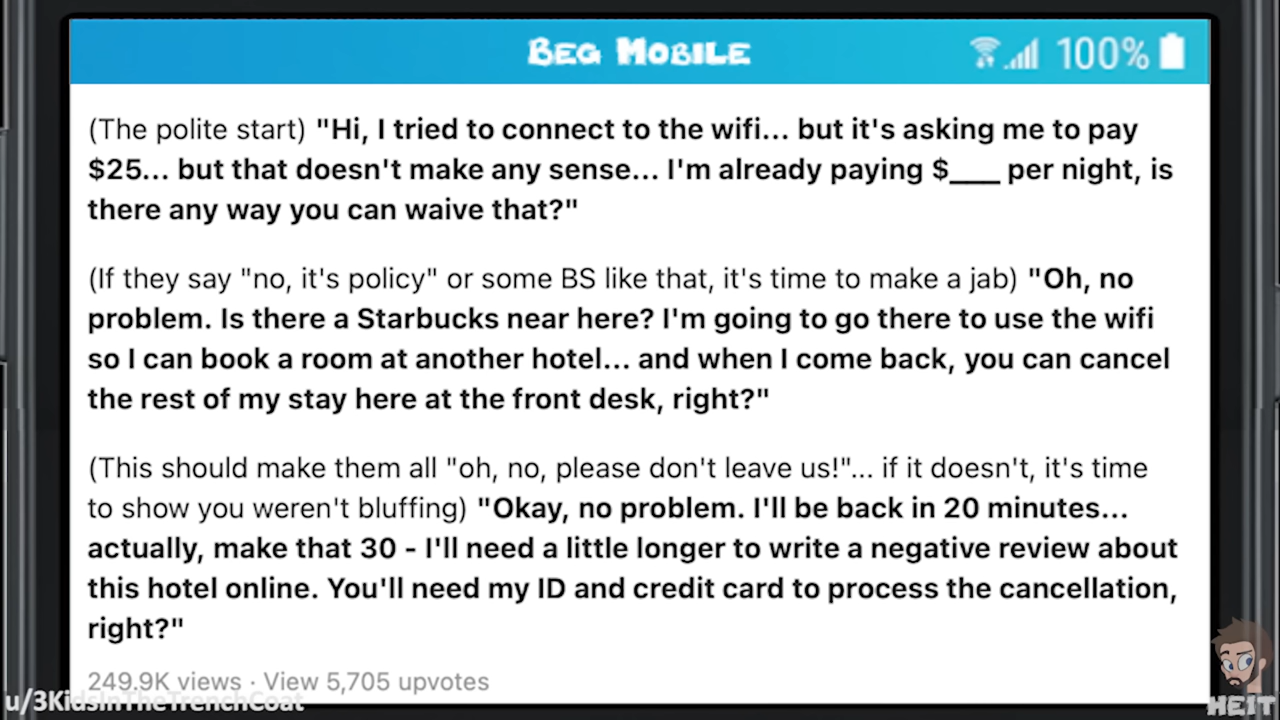 BEG MOBILE
100%
(The polite start) "Hi, I tried to connect to the wifi... but it's asking me to pay
$25... but that doesn't make any sense... I'm already paying $___ per night, is
there any way you can waive that?"
(If they say "no, it's policy" or some BS like that, it's time to make a jab) "Oh, no
problem. Is there a Starbucks near here? I'm going to go there to use the wifi
so I can book a room at another hotel... and when I come back, you can cancel
the rest of my stay here at the front desk, right?"
(This should make them all "oh, no, please don't leave us!"... if it doesn't, it's time
to show you weren't bluffing) "Okay, no problem. I'll be back in 20 minutes...
actually, make that 30 - I'll need a little longer to write a negative review about
this hotel online. You'll need my ID and credit card to process the cancellation,
right?"
249.9K views · View 5,705 upvotes
u/3KidsInTheTrenchCoat
HEIT